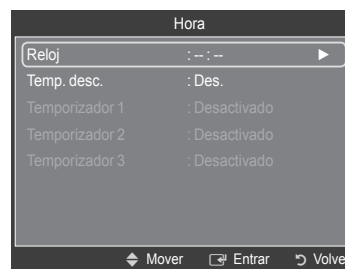 Hora
Reloj : -- : -- ►
Temp. desc. : Des.
Temporizador 1 : Desactivado
Temporizador 2 : Desactivado
Temporizador 3 : Desactivado
Mover Entrar Volve